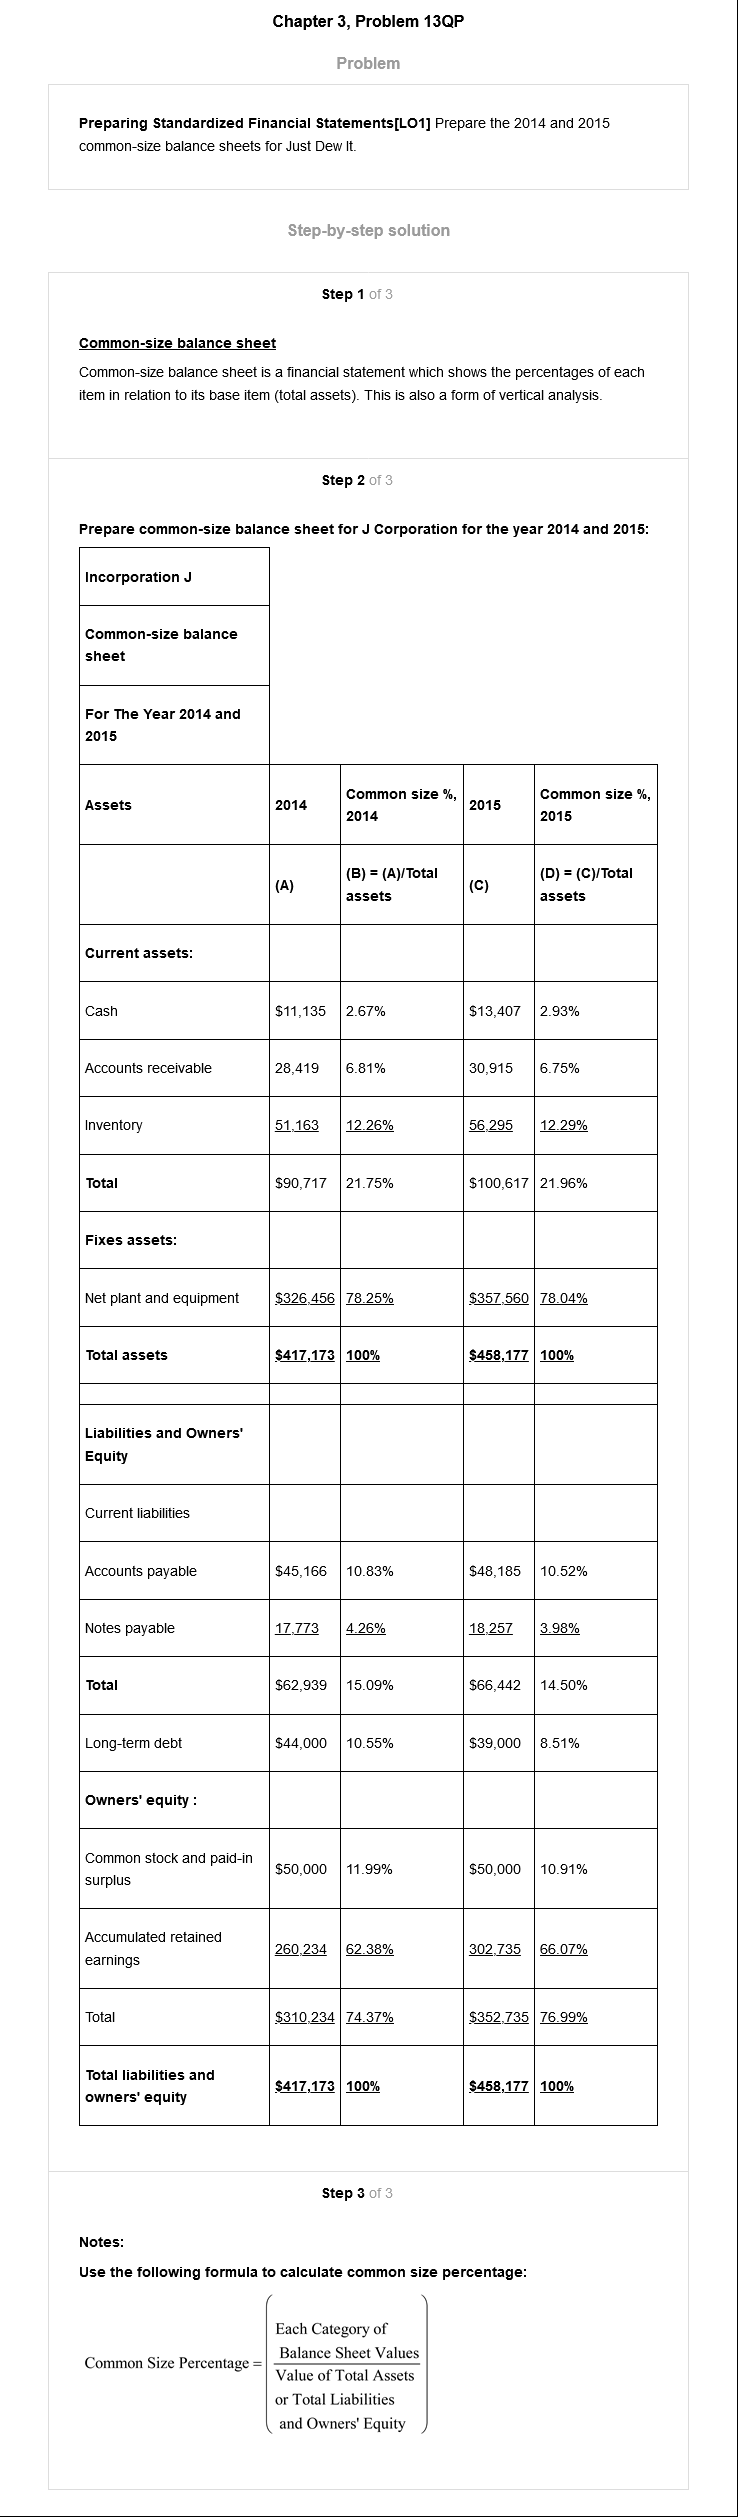 Chapter 3, Problem 13QP
Problem
Preparing Standardized Financial Statements[LO1] Prepare the 2014 and 2015
common-size balance sheets for Just Dew It.
Step-by-step solution
Step 1 of 3
Common-size balance sheet
Common-size balance sheet is a financial statement which shows the percentages of each
item in relation to its base item (total assets). This is also a form of vertical analysis.
Step 2 of 3
Prepare common-size balance sheet for J Corporation for the year 2014 and 2015:
Incorporation J
Common-size balance
sheet
For The Year 2014 and
2015
Assets 2014 Common size %, 2014 2015 Common size %, 2015
(A) (B) = (A)/Total assets (C) (D) = (C)/Total assets
Current assets:
Cash $11,135 2.67% $13,407 2.93%
Accounts receivable 28,419 6.81% 30,915 6.75%
Inventory 51,163 12.26% 56,295 12.29%
Total $90,717 21.75% $100,617 21.96%
Fixes assets:
Net plant and equipment $326,456 78.25% $357,560 78.04%
Total assets $417,173 100% $458,177 100%
Liabilities and Owners'
Equity
Current liabilities
Accounts payable $45,166 10.83% $48,185 10.52%
Notes payable 17,773 4.26% 18,257 3.98%
Total $62,939 15.09% $66,442 14.50%
Long-term debt $44,000 10.55% $39,000 8.51%
Owners' equity :
Common stock and paid-in surplus $50,000 11.99% $50,000 10.91%
Accumulated retained earnings 260,234 62.38% 302,735 66.07%
Total $310,234 74.37% $352,735 76.99%
Total liabilities and owners' equity $417,173 100% $458,177 100%
Step 3 of 3
Notes:
Use the following formula to calculate common size percentage:
Common Size Percentage =
Each Category of
Balance Sheet Values
Value of Total Assets
or Total Liabilities
and Owners' Equity